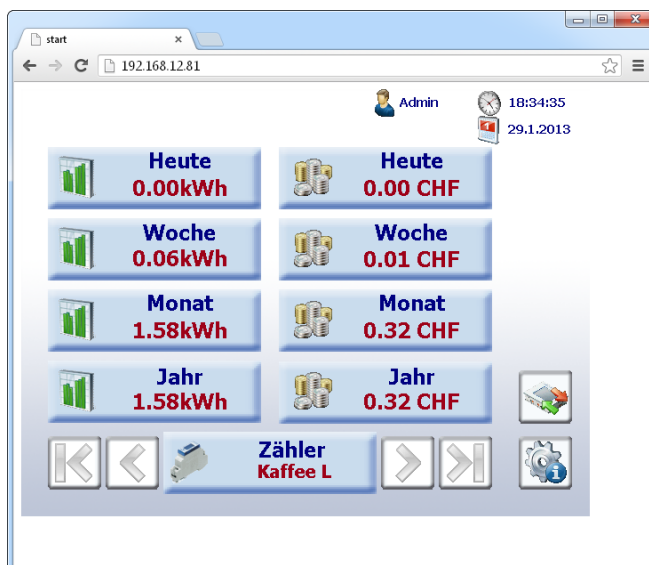 start
192.168.12.81
Admin
18:34:35
29.1.2013
Heute
0.00kWh
Heute
0.00 CHF
Woche
0.06kWh
Woche
0.01 CHF
Monat
1.58kWh
Monat
0.32 CHF
Jahr
1.58kWh
Jahr
0.32 CHF
Zähler
Kaffee L